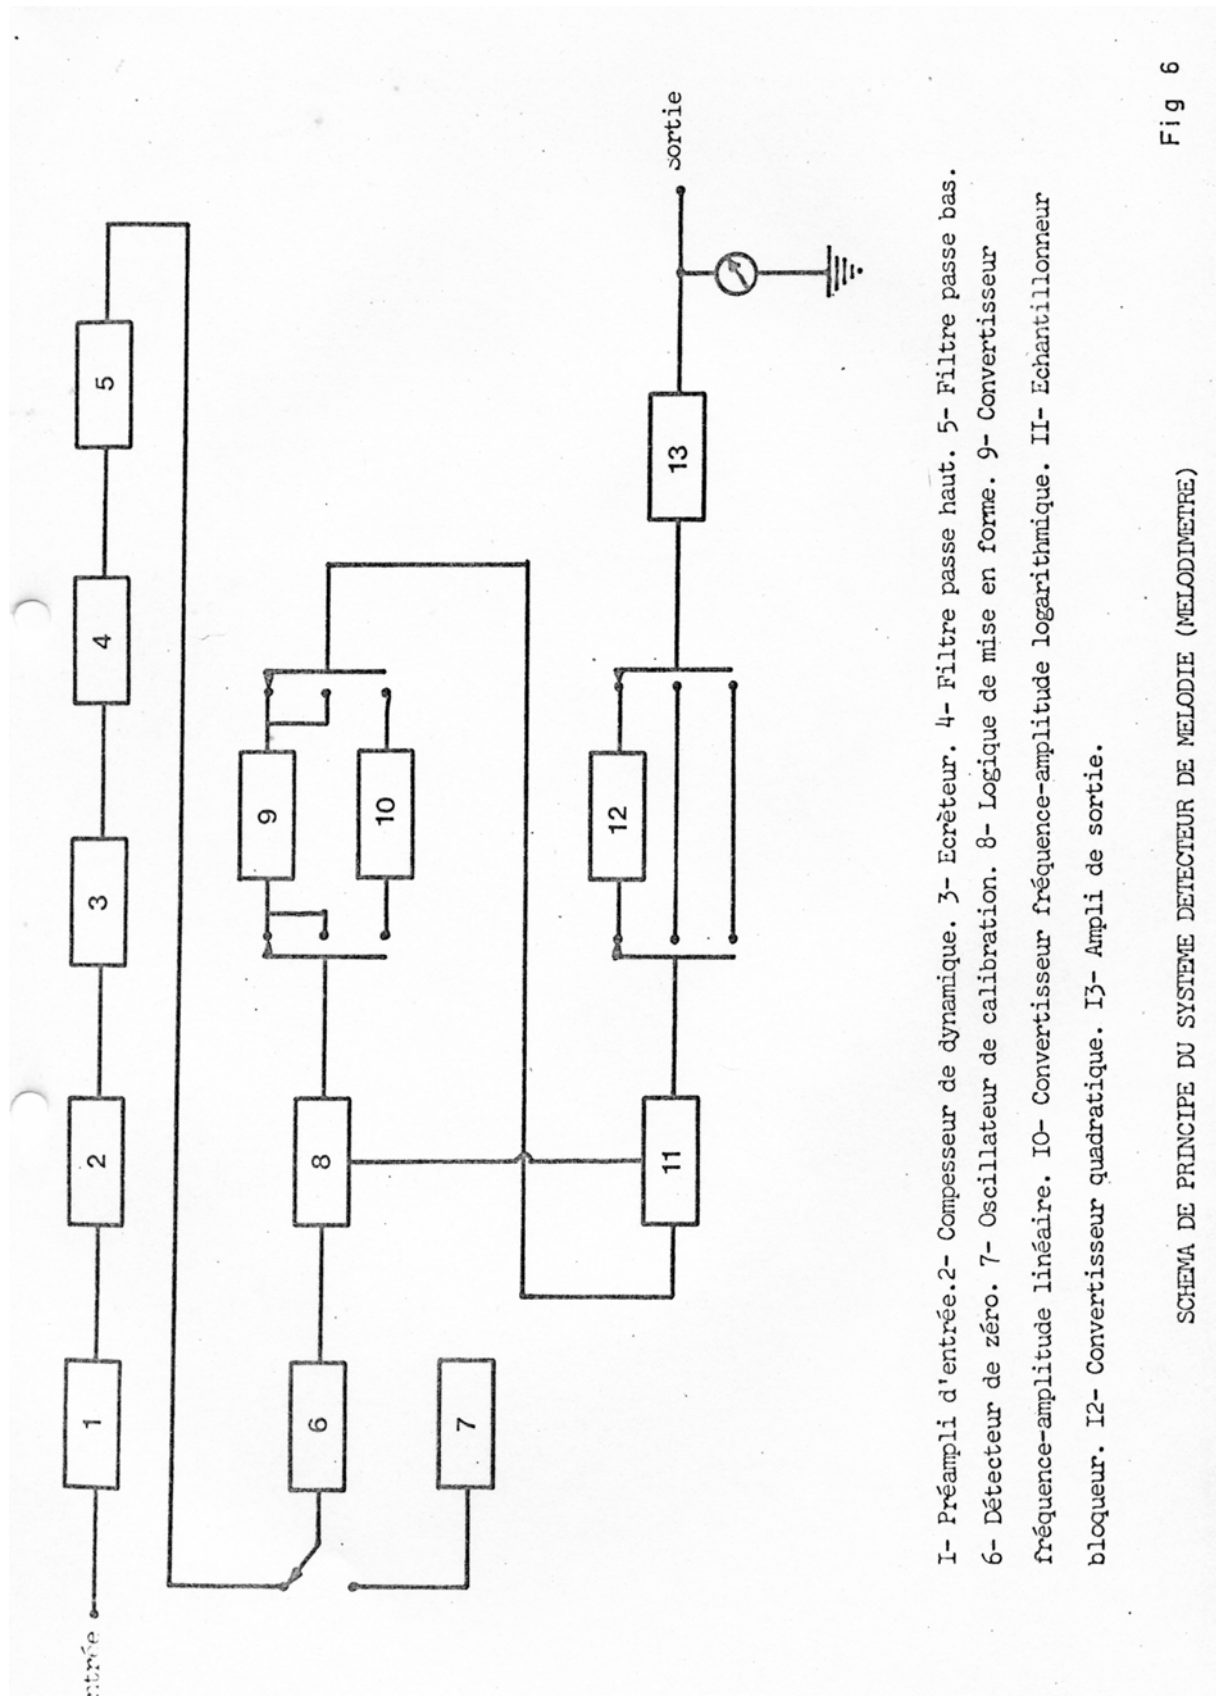 ntrée
1
2
3
4
5
6
7
8
9
10
11
12
13
sortie
I- Préampli d'entrée.2- Compesseur de dynamique. 3- Ecrèteur. 4- Filtre passe haut. 5- Filtre passe bas.
6- Détecteur de zéro. 7- Oscillateur de calibration. 8- Logique de mise en forme. 9- Convertisseur
fréquence-amplitude linéaire. IO- Convertisseur fréquence-amplitude logarithmique. II- Echantillonneur
bloqueur. I2- Convertisseur quadratique. I3- Ampli de sortie.
SCHEMA DE PRINCIPE DU SYSTEME DETECTEUR DE MELODIE (MELODIMETRE)
Fig 6